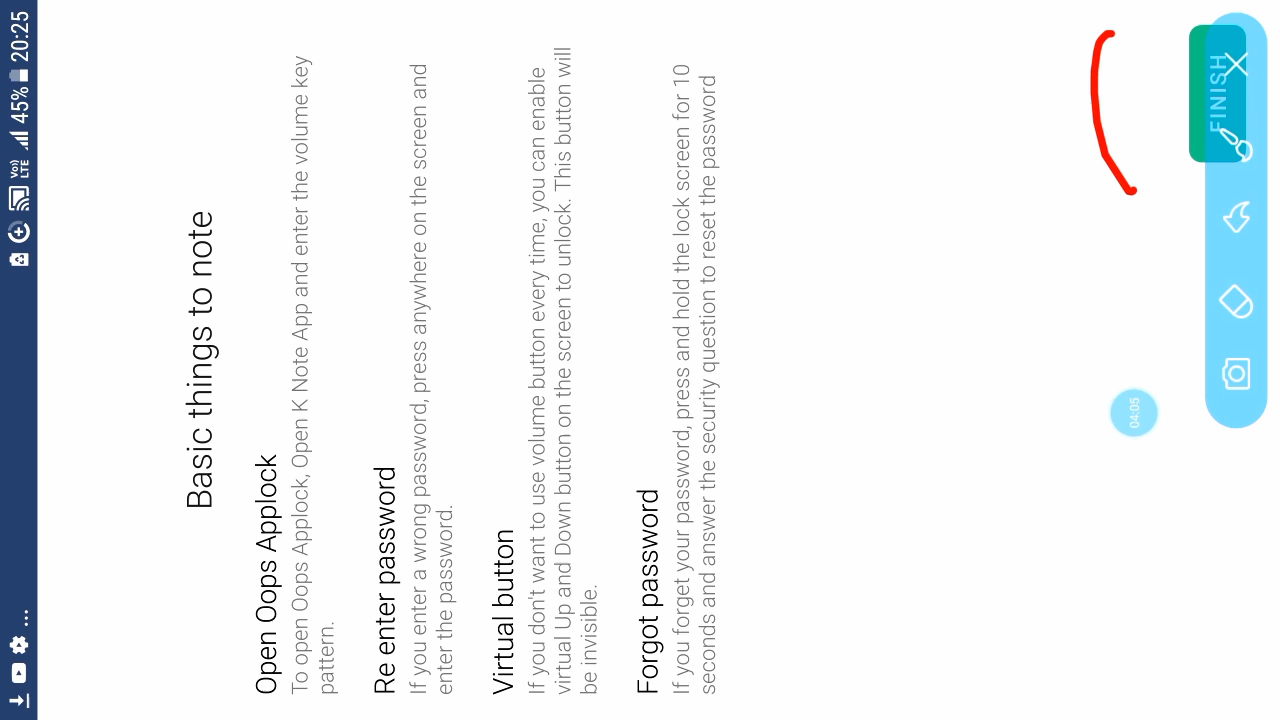 ... Vo)) LTE 45% 20:25
Basic things to note
Open Oops Applock
To open Oops Applock, Open K Note App and enter the volume key
pattern.
Re enter password
If you enter a wrong password, press anywhere on the screen and
enter the password.
Virtual button
If you don't want to use volume button every time, you can enable
virtual Up and Down button on the screen to unlock. This button will
be invisible.
Forgot password
If you forget your password, press and hold the lock screen for 10
seconds and answer the security question to reset the password
04:05
FINISH